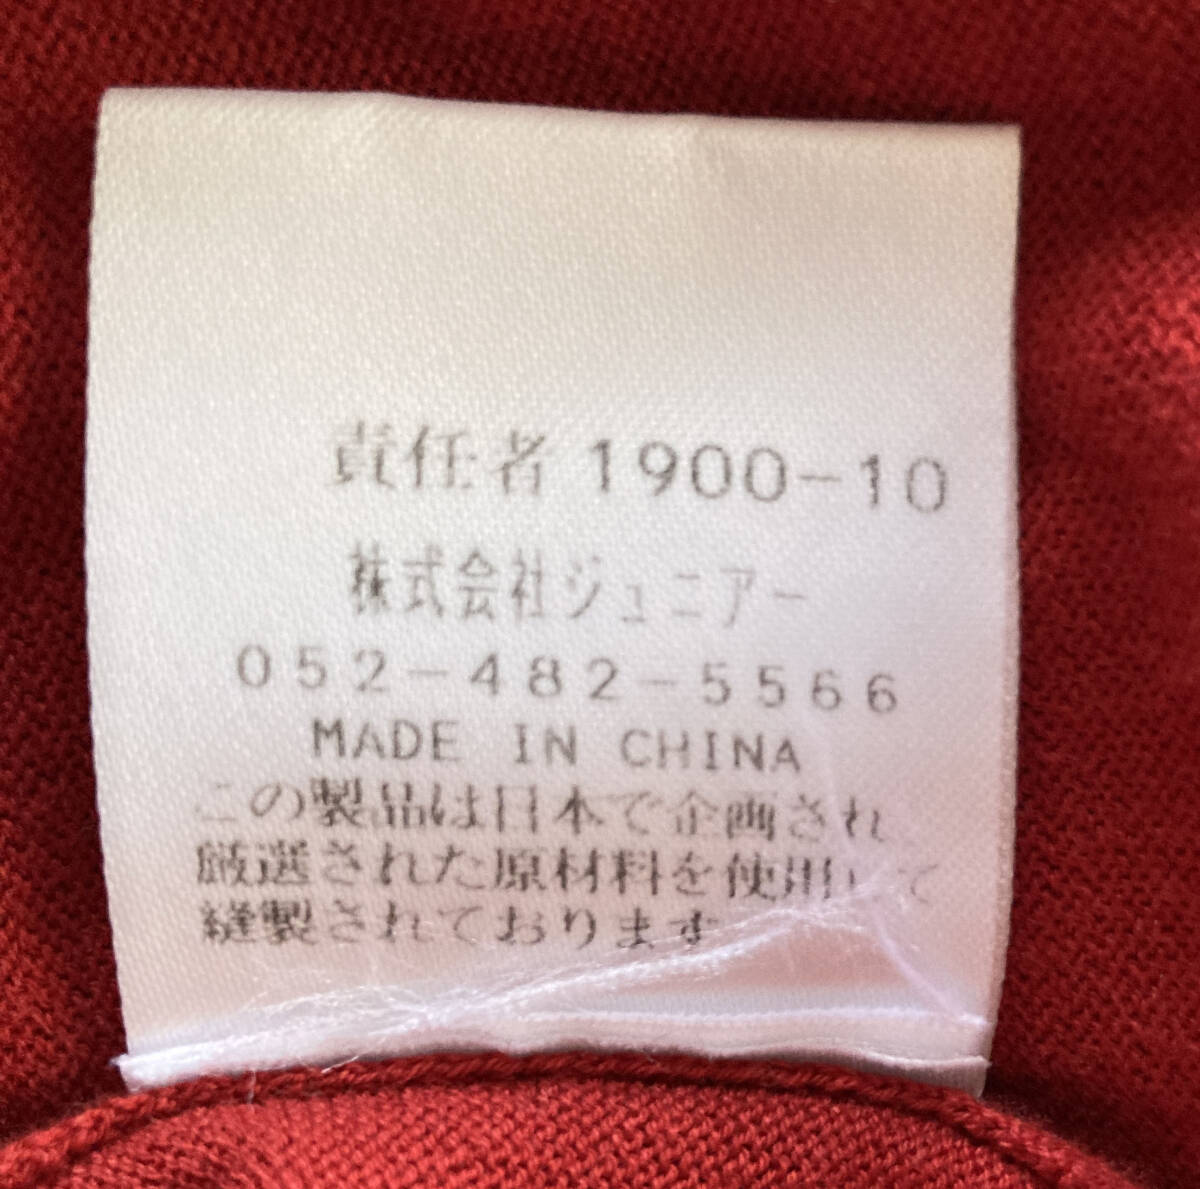 責任者 1900-10
株式会社ジュニアー
052-482-5566
MADE IN CHINA
この製品は日本で企画され
厳選された原材料を使用して
縫製されております